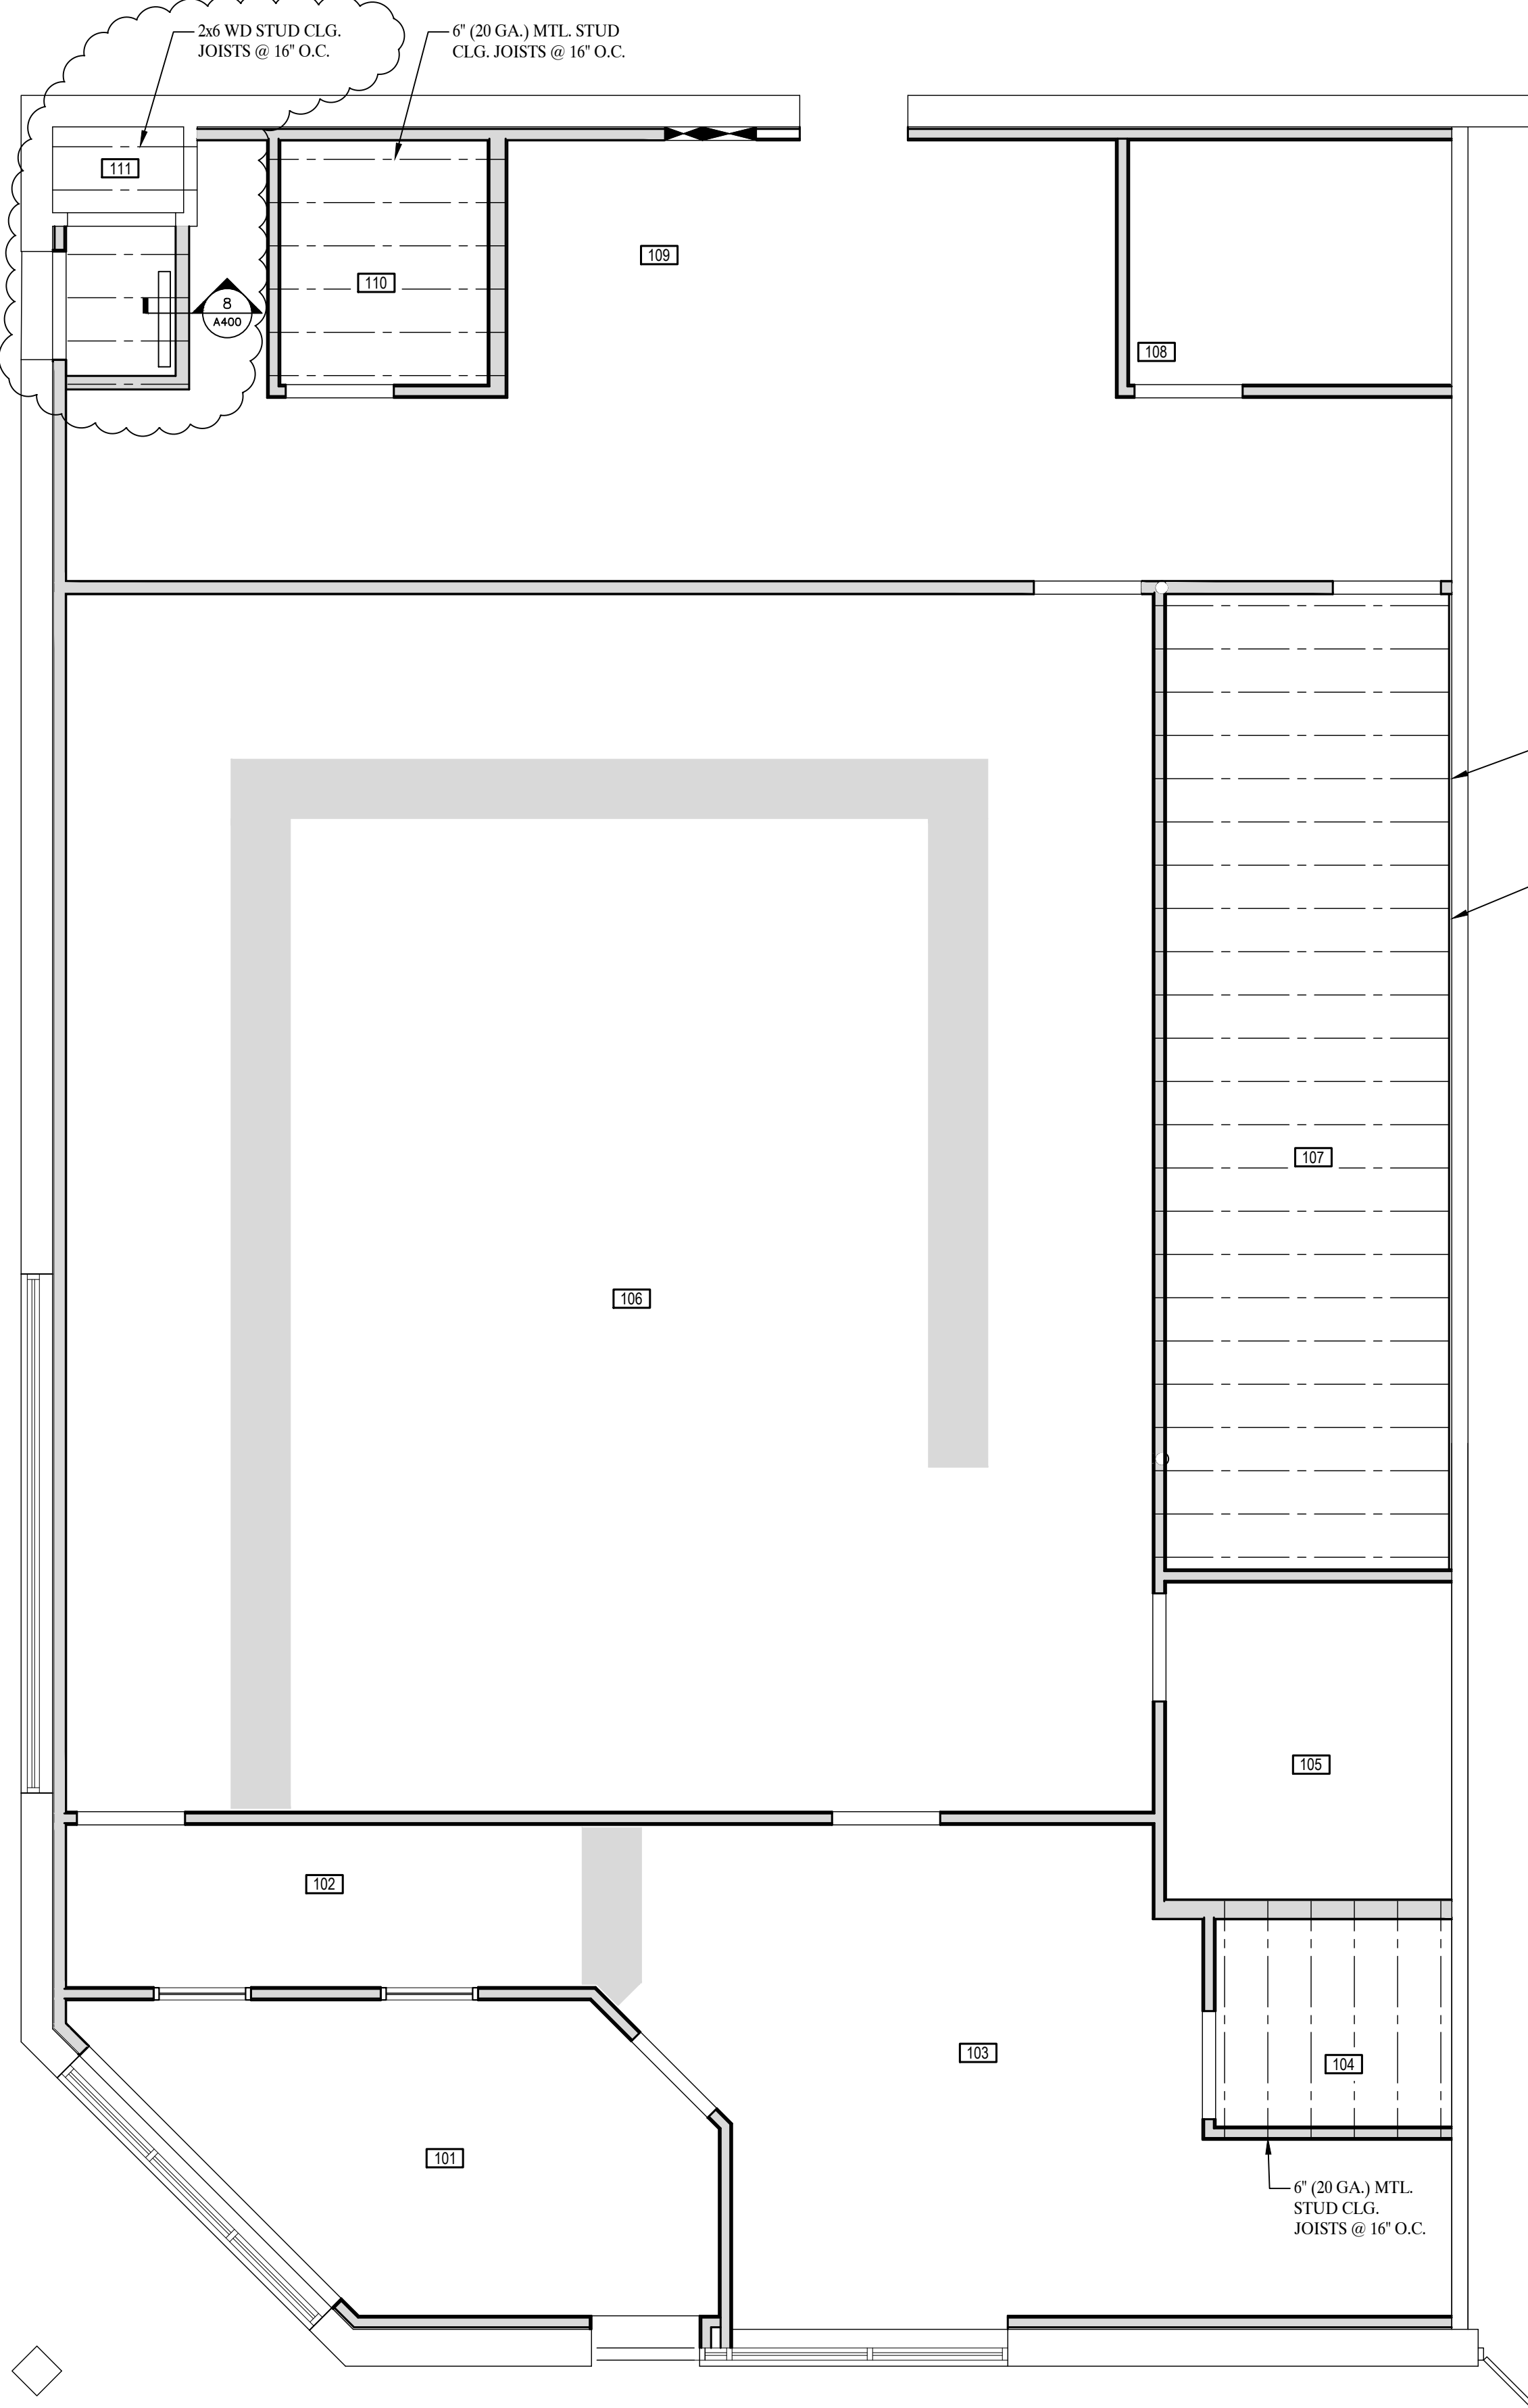 2x6 WD STUD CLG.
JOISTS @ 16" O.C.
6" (20 GA.) MTL. STUD
CLG. JOISTS @ 16" O.C.
111
109
110
8
A400
108
107
106
105
102
103
104
101
6" (20 GA.) MTL.
STUD CLG.
JOISTS @ 16" O.C.